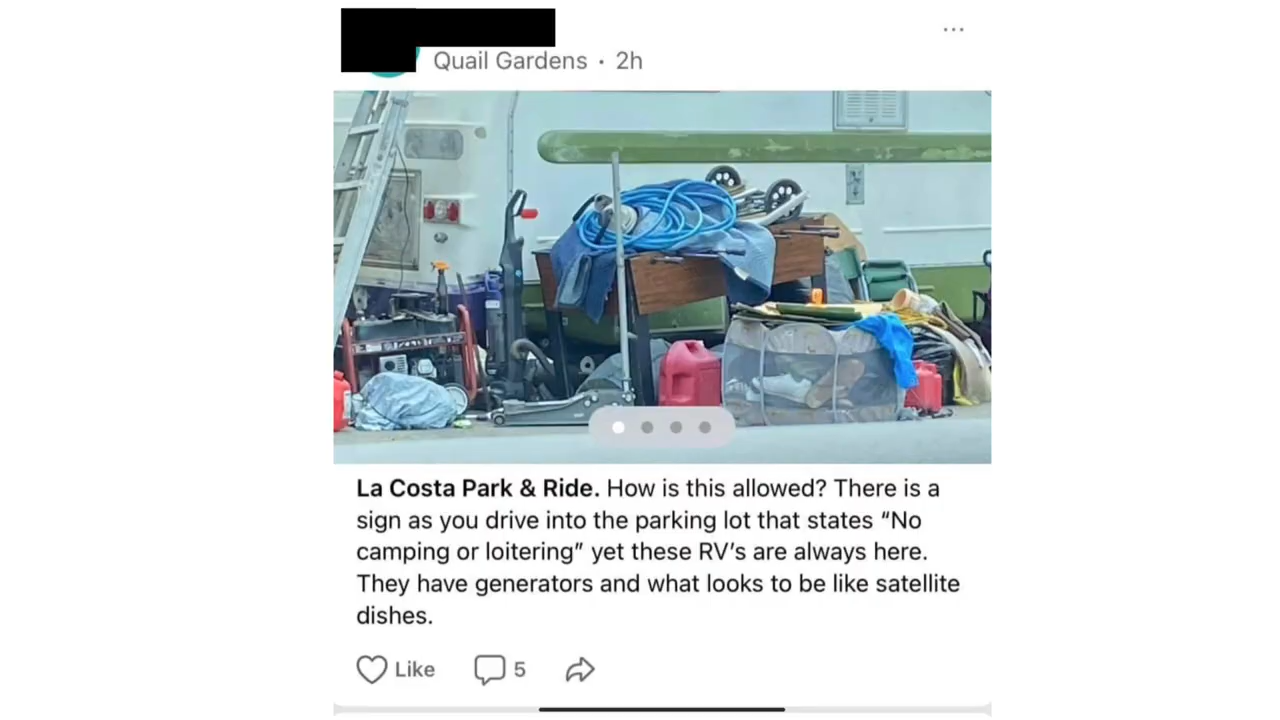 Quail Gardens • 2h
La Costa Park & Ride. How is this allowed? There is a
sign as you drive into the parking lot that states “No
camping or loitering” yet these RV’s are always here.
They have generators and what looks to be like satellite
dishes.
Like 5